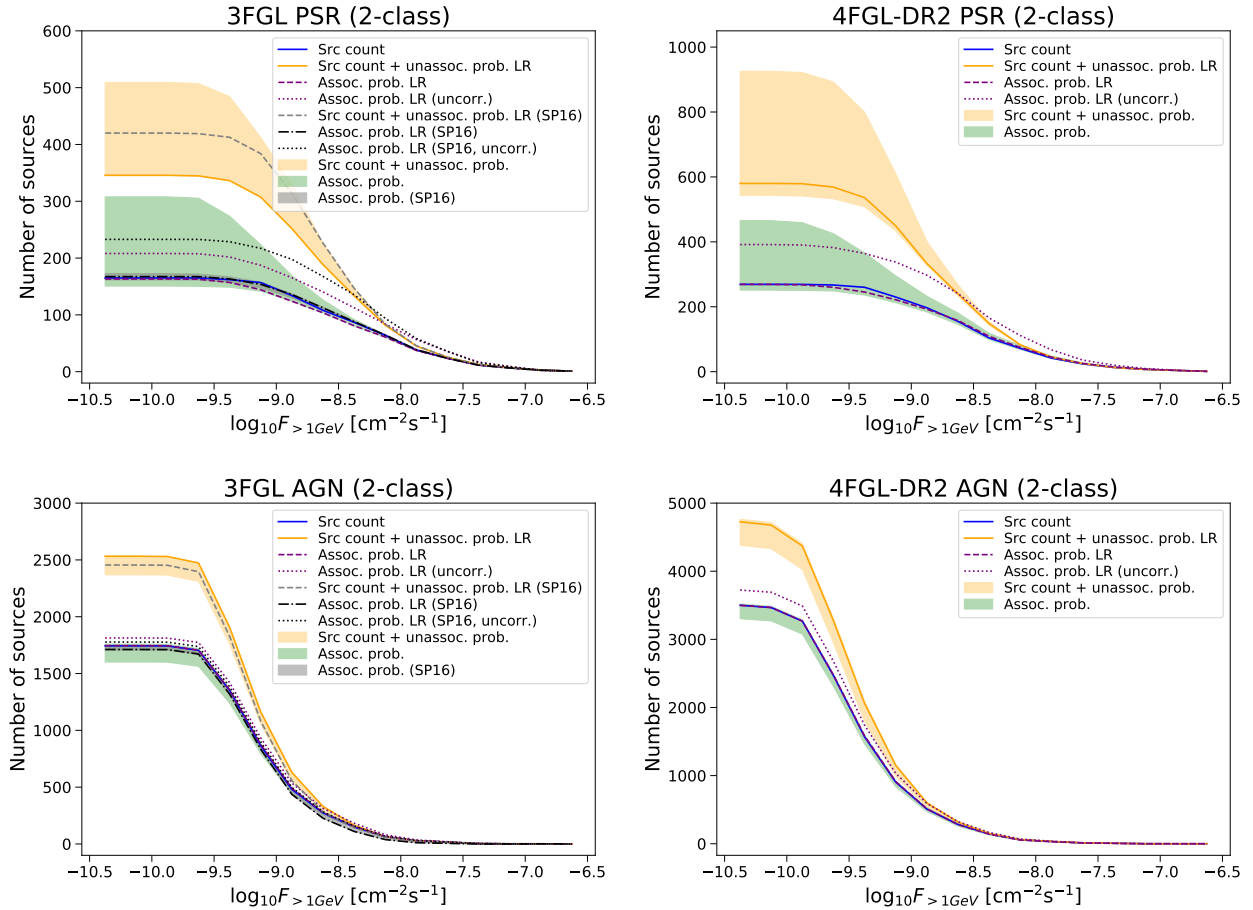 3FGL PSR (2-class)
600
500
400
300
200
100
0
Number of sources
Src count
Src count + unassoc. prob. LR
Assoc. prob. LR
Assoc. prob. LR (uncorr.)
Src count + unassoc. prob. LR (SP16)
Assoc. prob. LR (SP16)
Assoc. prob. LR (SP16, uncorr.)
Src count + unassoc. prob.
Assoc. prob.
Assoc. prob. (SP16)
−10.5 −10.0 −9.5 −9.0 −8.5 −8.0 −7.5 −7.0 −6.5
log₁₀F>1GeV [cm⁻²s⁻¹]
4FGL-DR2 PSR (2-class)
1000
800
600
400
200
0
Number of sources
Src count
Src count + unassoc. prob. LR
Assoc. prob. LR
Assoc. prob. LR (uncorr.)
Src count + unassoc. prob.
Assoc. prob.
−10.5 −10.0 −9.5 −9.0 −8.5 −8.0 −7.5 −7.0 −6.5
log₁₀F>1GeV [cm⁻²s⁻¹]
3FGL AGN (2-class)
3000
2500
2000
1500
1000
500
0
Number of sources
Src count
Src count + unassoc. prob. LR
Assoc. prob. LR
Assoc. prob. LR (uncorr.)
Src count + unassoc. prob. LR (SP16)
Assoc. prob. LR (SP16)
Assoc. prob. LR (SP16, uncorr.)
Src count + unassoc. prob.
Assoc. prob.
Assoc. prob. (SP16)
−10.5 −10.0 −9.5 −9.0 −8.5 −8.0 −7.5 −7.0 −6.5
log₁₀F>1GeV [cm⁻²s⁻¹]
4FGL-DR2 AGN (2-class)
5000
4000
3000
2000
1000
0
Number of sources
Src count
Src count + unassoc. prob. LR
Assoc. prob. LR
Assoc. prob. LR (uncorr.)
Src count + unassoc. prob.
Assoc. prob.
−10.5 −10.0 −9.5 −9.0 −8.5 −8.0 −7.5 −7.0 −6.5
log₁₀F>1GeV [cm⁻²s⁻¹]